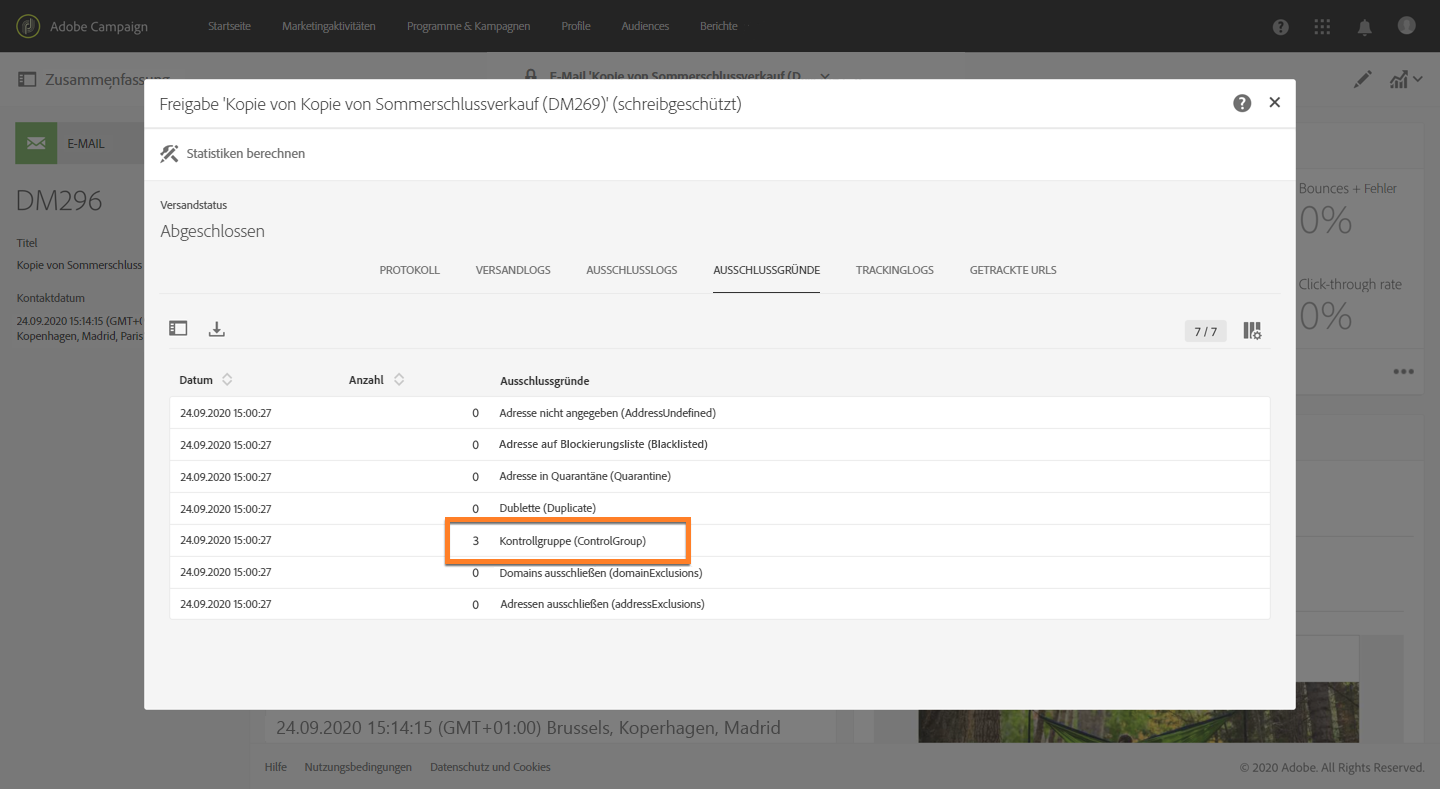 Adobe Campaign
Startseite Marketingaktivitäten Programme & Kampagnen Profile Audiences Berichte
Zusammenfassung
E-Mail 'Kopie von Sommerschlussverkauf (D
Freigabe 'Kopie von Kopie von Sommerschlussverkauf (DM269)' (schreibgeschützt)
E-MAIL
Statistiken berechnen
DM296
Bounces + Fehler
0%
Versandstatus
Abgeschlossen
Titel
Kopie von Sommerschluss
PROTOKOLL VERSANDLOGS AUSSCHLUSSLOGS AUSSCHLUSSGRÜNDE TRACKINGLOGS GETRACKTE URLS
Click-through rate
0%
Kontaktdatum
24.09.2020 15:14:15 (GMT+(
Kopenhagen, Madrid, Paris
7 / 7
Datum Anzahl Ausschlussgründe
24.09.2020 15:00:27 0 Adresse nicht angegeben (AddressUndefined)
24.09.2020 15:00:27 0 Adresse auf Blockierungsliste (Blacklisted)
24.09.2020 15:00:27 0 Adresse in Quarantäne (Quarantine)
24.09.2020 15:00:27 0 Dublette (Duplicate)
24.09.2020 15:00:27 3 Kontrollgruppe (ControlGroup)
24.09.2020 15:00:27 0 Domains ausschließen (domainExclusions)
24.09.2020 15:00:27 0 Adressen ausschließen (addressExclusions)
24.09.2020 15:14:15 (GMT+01:00) Brussels, Koperhagen, Madrid
Hilfe Nutzungsbedingungen Datenschutz und Cookies
© 2020 Adobe. All Rights Reserved.